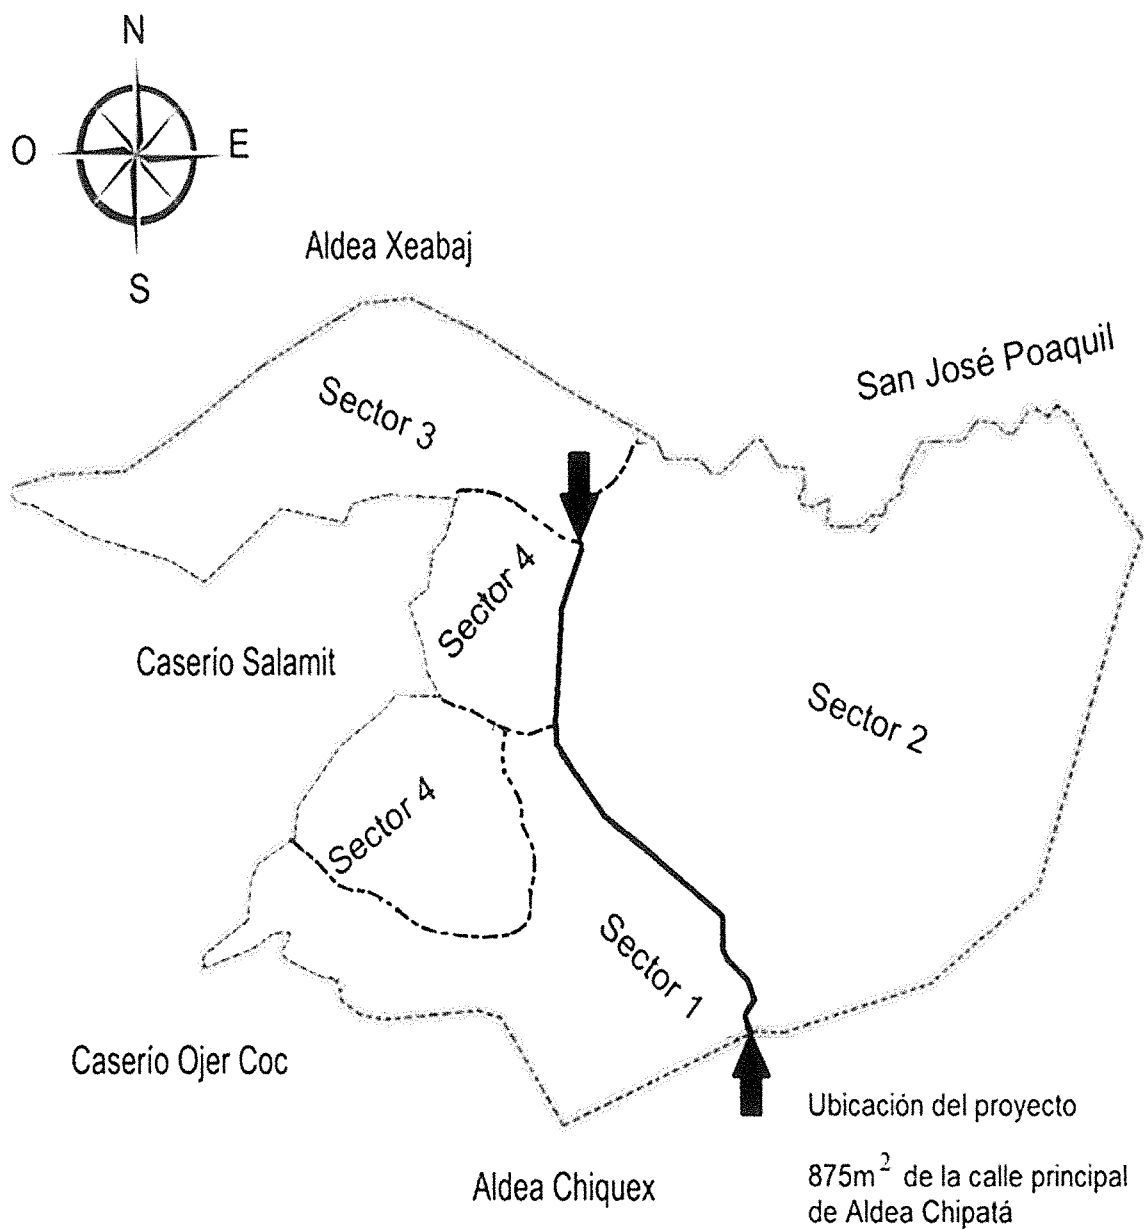 N
O
E
S
Aldea Xeabaj
San José Poaquil
Sector 3
Sector 4
Caserío Salamit
Sector 2
Sector 4
Sector 1
Caserío Ojer Coc
Ubicación del proyecto
875m² de la calle principal
de Aldea Chipatá
Aldea Chiquex